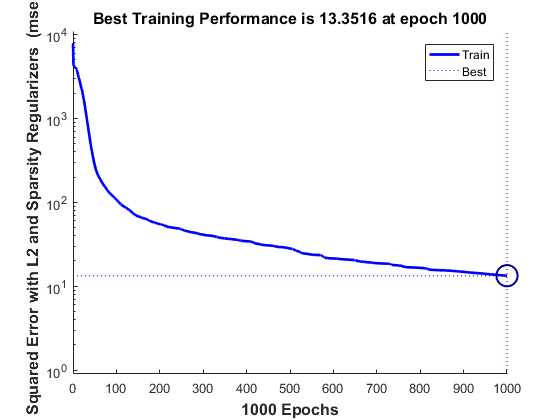 Best Training Performance is 13.3516 at epoch 1000
Squared Error with L2 and Sparsity Regularizers (mse
10^4
10^3
10^2
10^1
10^0
Train
Best
0 100 200 300 400 500 600 700 800 900 1000
1000 Epochs